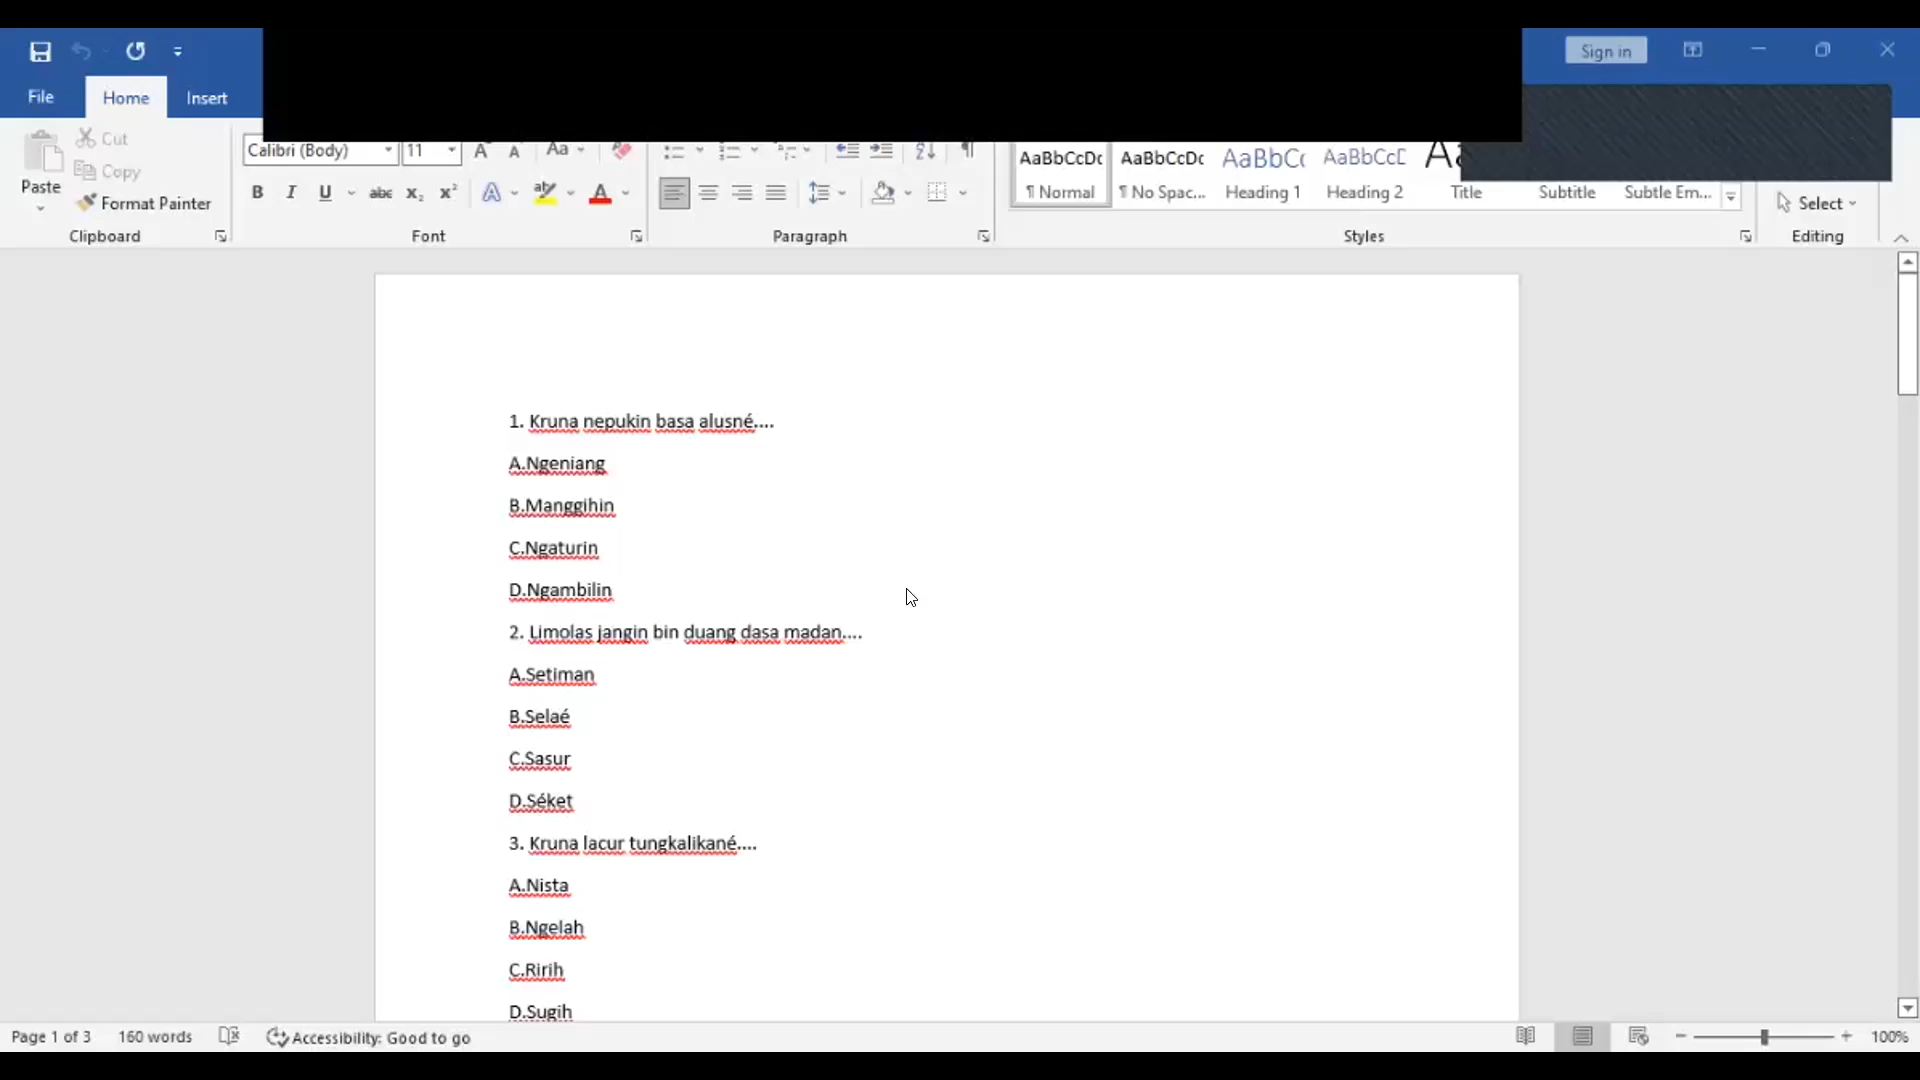 Sign in
File Home Insert
Cut
Copy
Paste
Format Painter
Clipboard
Calibri (Body) 11
Font
Paragraph
AaBbCcDc AaBbCcDc AaBbCc AaBbCcD Aa
¶ Normal ¶ No Spac... Heading 1 Heading 2 Title Subtitle Subtle Em...
Styles
Select
Editing
1. Kruna nepukin basa alusné....
A.Ngeniang
B.Manggihin
C.Ngaturin
D.Ngambilin
2. Limolas jangin bin duang dasa madan....
A.Setiman
B.Selaé
C.Sasur
D.Séket
3. Kruna lacur tungkalikané....
A.Nista
B.Ngelah
C.Ririh
D.Sugih
Page 1 of 3 160 words Accessibility: Good to go 100%